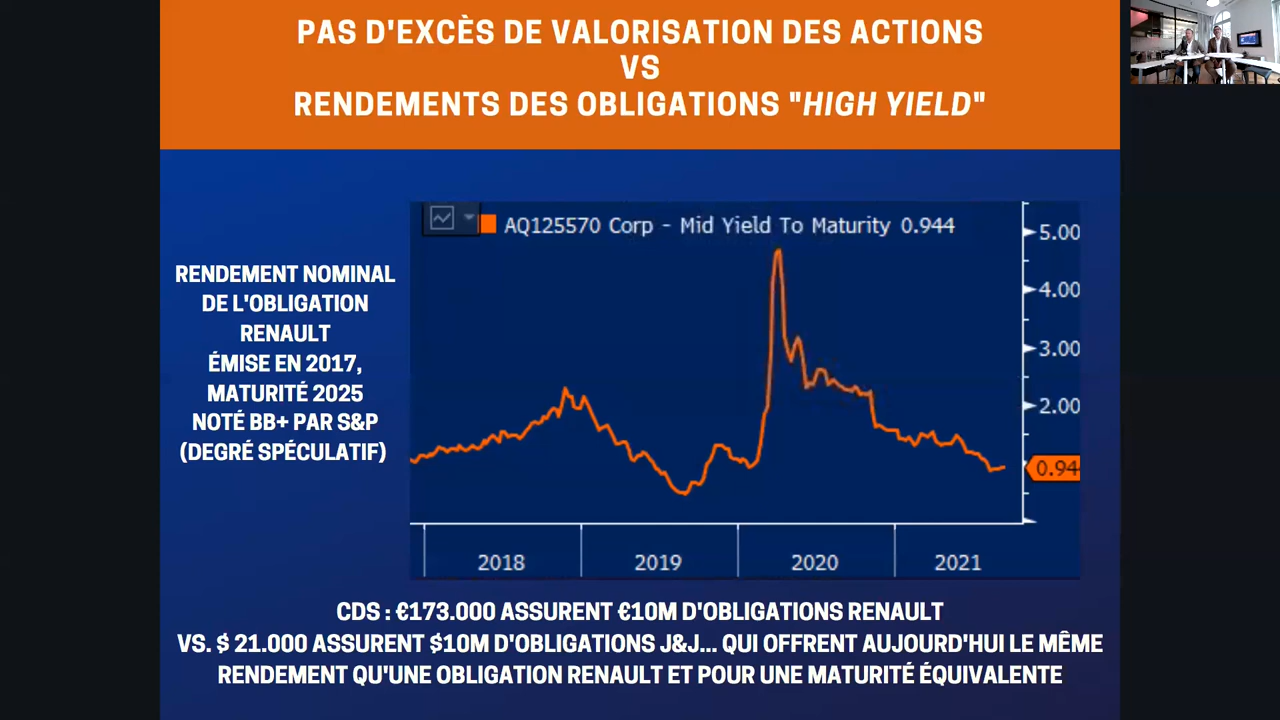 PAS D'EXCÈS DE VALORISATION DES ACTIONS
VS
RENDEMENTS DES OBLIGATIONS "HIGH YIELD"
AQ125570 Corp - Mid Yield To Maturity 0.944
RENDEMENT NOMINAL
DE L'OBLIGATION
RENAULT
ÉMISE EN 2017,
MATURITÉ 2025
NOTÉ BB+ PAR S&P
(DEGRÉ SPÉCULATIF)
5.00
4.00
3.00
2.00
0.94
2018
2019
2020
2021
CDS : €173.000 ASSURENT €10M D'OBLIGATIONS RENAULT
VS. $ 21.000 ASSURENT $10M D'OBLIGATIONS J&J... QUI OFFRENT AUJOURD'HUI LE MÊME
RENDEMENT QU'UNE OBLIGATION RENAULT ET POUR UNE MATURITÉ ÉQUIVALENTE